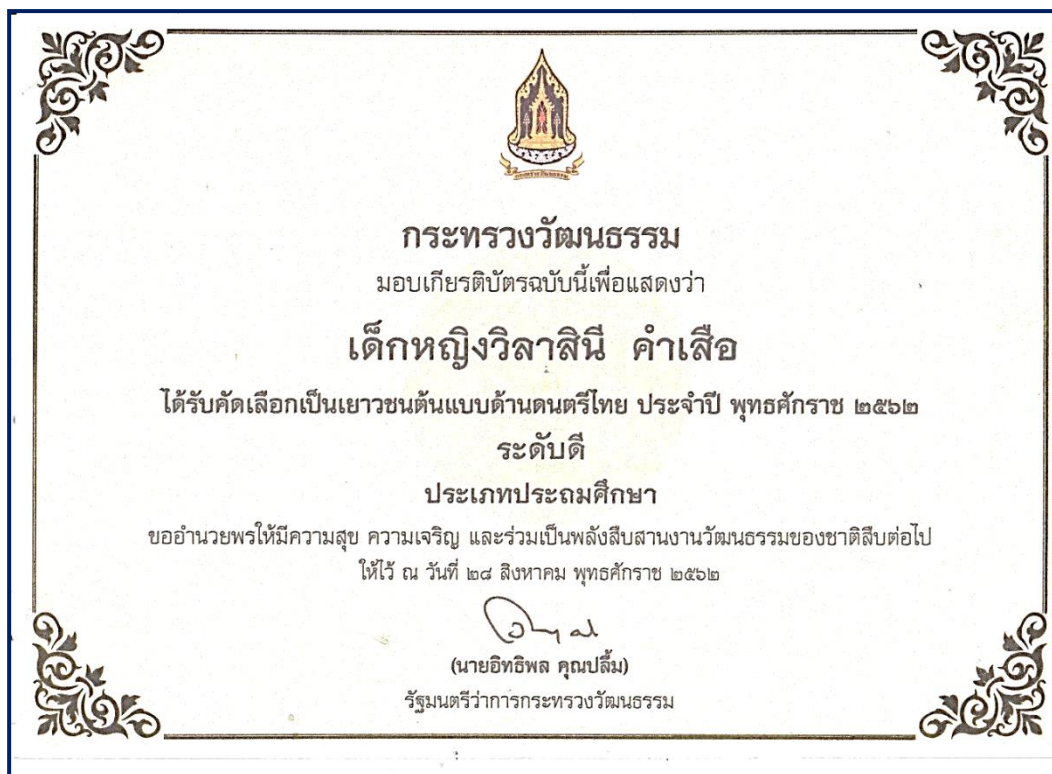 กระทรวงวัฒนธรรม
มอบเกียรติบัตรฉบับนี้เพื่อแสดงว่า
เด็กหญิงวิลาสินี คำเสือ
ได้รับคัดเลือกเป็นเยาวชนต้นแบบด้านดนตรีไทย ประจำปี พุทธศักราช ๒๕๖๒
ระดับดี
ประเภทประถมศึกษา
ขออำนวยพรให้มีความสุข ความเจริญ และร่วมเป็นพลังสืบสานงานวัฒนธรรมของชาติสืบต่อไป
ให้ไว้ ณ วันที่ ๒๘ สิงหาคม พุทธศักราช ๒๕๖๒
(นายอิทธิพล คุณปลื้ม)
รัฐมนตรีว่าการกระทรวงวัฒนธรรม